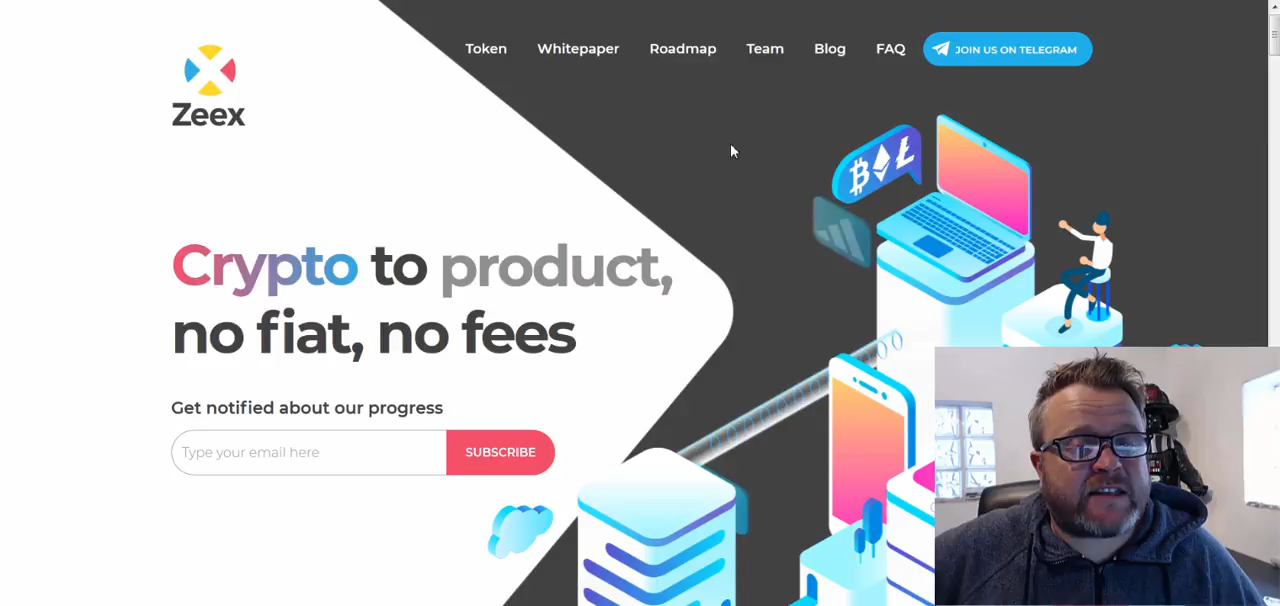 Token Whitepaper Roadmap Team Blog FAQ JOIN US ON TELEGRAM
Zeex
Crypto to product,
no fiat, no fees
Get notified about our progress
Type your email here SUBSCRIBE